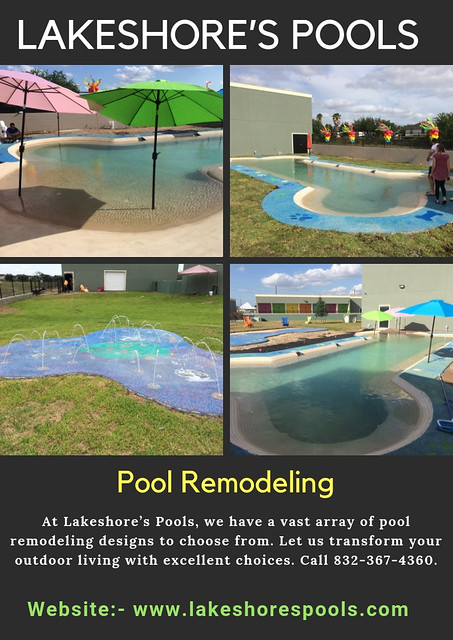 LAKESHORE'S POOLS
Pool Remodeling
At Lakeshore's Pools, we have a vast array of pool
remodeling designs to choose from. Let us transform your
outdoor living with excellent choices. Call 832-367-4360.
Website:- www.lakeshorespools.com